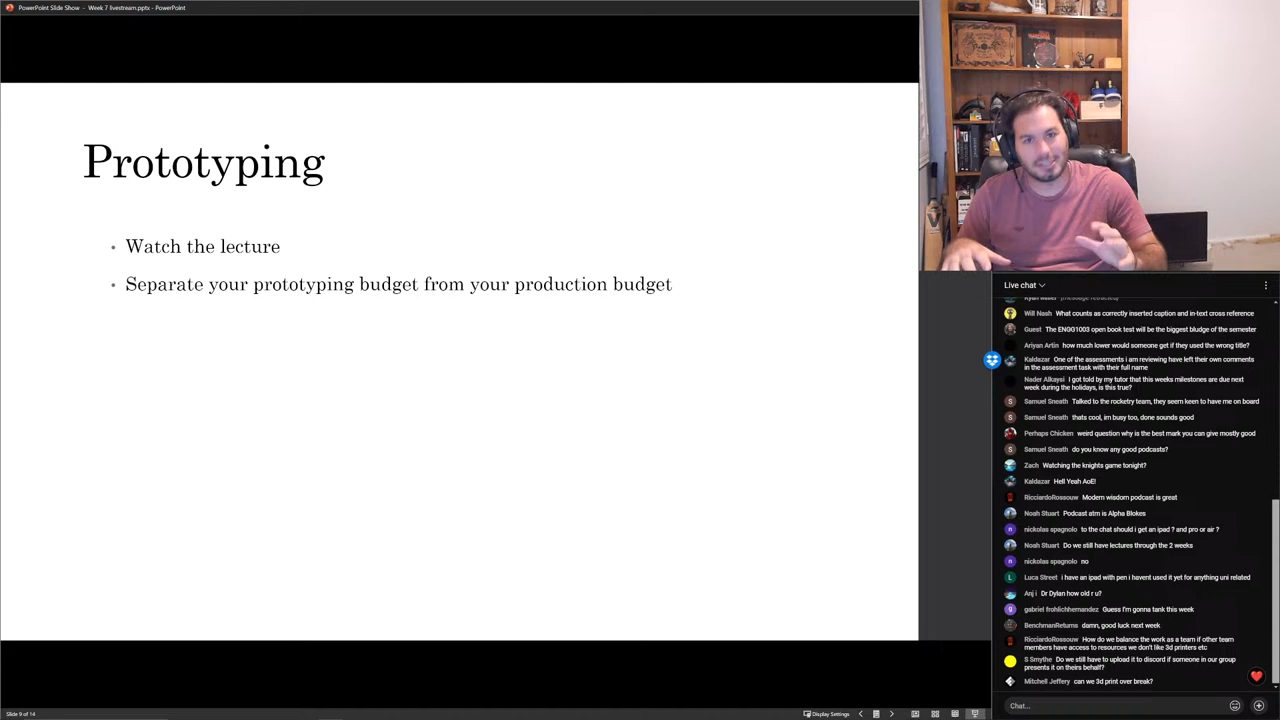 PowerPoint Slide Show - Week 7 livestream.pptx - PowerPoint
Prototyping
• Watch the lecture
• Separate your prototyping budget from your production budget
Live chat
Will Nash What counts as correctly inserted caption and in-text cross reference
Guest The ENGG1003 open book test will be the biggest bludge of the semester
Ariyan Artin how much lower would someone get if they used the wrong title?
Kaldazar One of the assessments i am reviewing have left their own comments
in the assessment task with their full name
Nader Alkaysi I got told by my tutor that this weeks milestones are due next
week during the holidays, is this true?
Samuel Sneath Talked to the rocketry team, they seem keen to have me on board
Samuel Sneath thats cool, im busy too, done sounds good
Perhaps Chicken weird question why is the best mark you can give mostly good
Samuel Sneath do you know any good podcasts?
Zach Watching the knights game tonight?
Kaldazar Hell Yeah AoE!
RicciardoRossouw Modern wisdom podcast is great
Noah Stuart Podcast atm is Alpha Blokes
nickolas spagnolo to the chat should i get an ipad ? and pro or air ?
Noah Stuart Do we still have lectures through the 2 weeks
nickolas spagnolo no
Luca Street i have an ipad with pen i havent used it yet for anything uni related
Anj i Dr Dylan how old r u?
gabriel frohlichhernandez Guess I'm gonna tank this week
BenchmanReturns damn, good luck next week
RicciardoRossouw How do we balance the work as a team if other team
members have access to resources we don't like 3d printers etc
S Smythe Do we still have to upload it to discord if someone in our group
presents it on theirs behalf?
Mitchell Jeffery can we 3d print over break?
Chat...
Slide 9 of 14
Display Settings